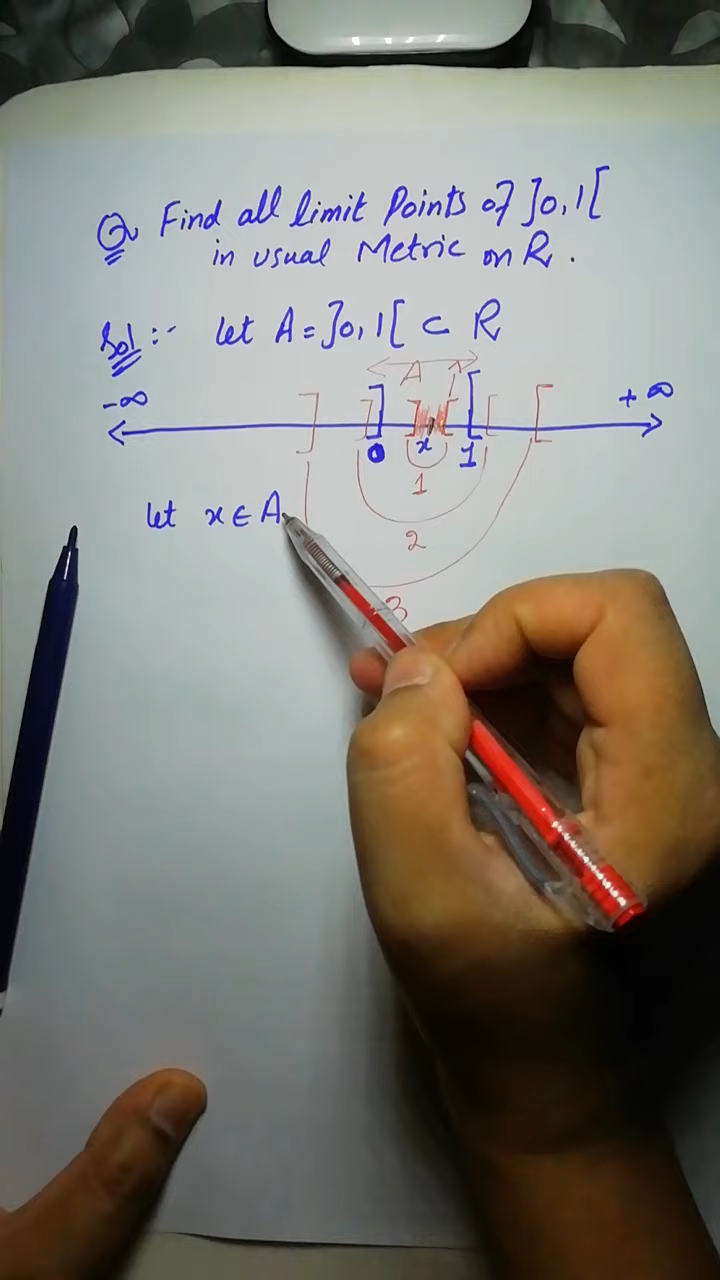 Q Find all limit Points of ]0,1[
in usual Metric on R.
Sol :- let A = ]0,1[ ⊂ R
A
-∞ +∞
0 x 1
1
let x ∈ A
2
3